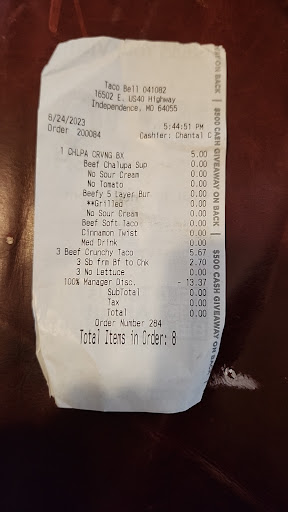 Taco Bell 041082
16502 E. US40 Highway
Independence, MO 64055
6/24/2023 5:44:51 PM
Order 200084 Cashier: Chantal C
1 CHLPA CRVNG BX 5.00
Beef Chalupa Sup 0.00
No Sour Cream 0.00
No Tomato 0.00
Beefy 5 Layer Bur 0.00
**Grilled 0.00
No Sour Cream 0.00
Beef Soft Taco 0.00
Cinnamon Twist 0.00
Med Drink 0.00
3 Beef Crunchy Taco 5.67
3 Sb frm Bf to Chk 2.70
3 No Lettuce 0.00
100% Manager Disc. - 13.37
SubTotal 0.00
Tax 0.00
Total 0.00
Order Number 284
Total Items in Order: 8
ON BACK | $500 CASH GIVEAWAY ON BACK | $500 CASH GIVEAWAY ON BACK